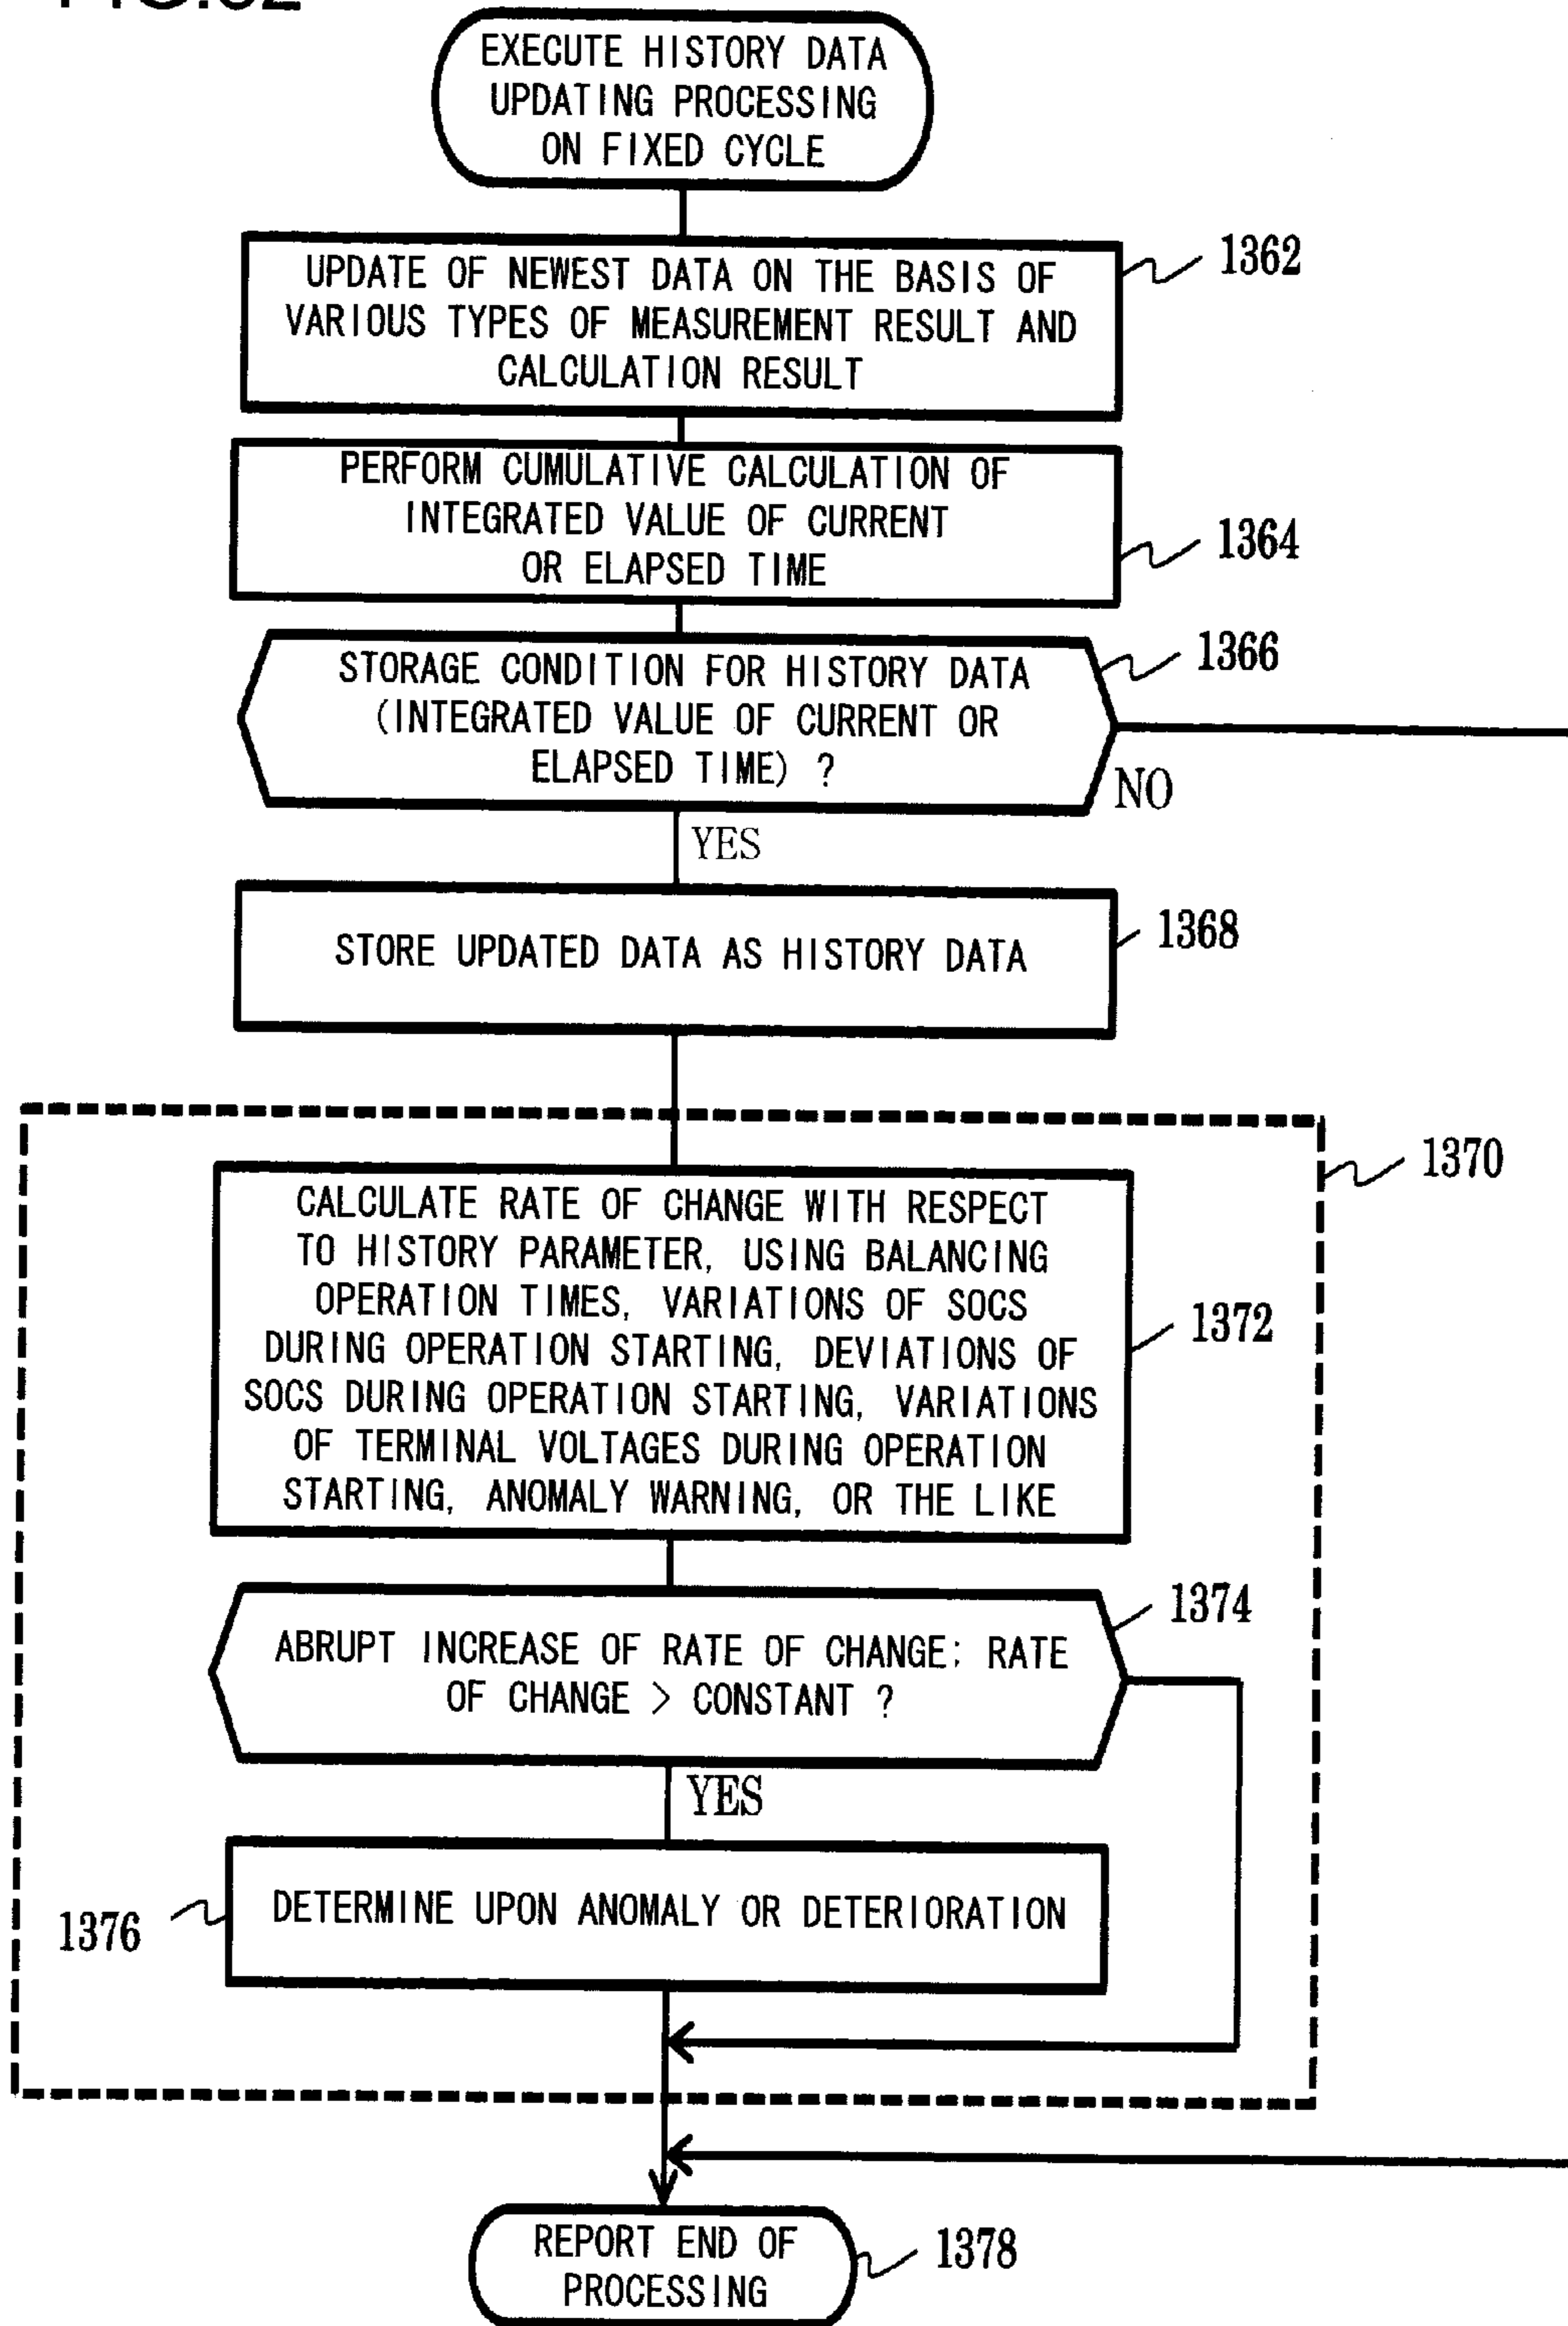 EXECUTE HISTORY DATA
UPDATING PROCESSING
ON FIXED CYCLE
1362
UPDATE OF NEWEST DATA ON THE BASIS OF
VARIOUS TYPES OF MEASUREMENT RESULT AND
CALCULATION RESULT
PERFORM CUMULATIVE CALCULATION OF
INTEGRATED VALUE OF CURRENT
OR ELAPSED TIME
1364
STORAGE CONDITION FOR HISTORY DATA
(INTEGRATED VALUE OF CURRENT OR
ELAPSED TIME) ?
1366
NO
YES
STORE UPDATED DATA AS HISTORY DATA
1368
1370
CALCULATE RATE OF CHANGE WITH RESPECT
TO HISTORY PARAMETER, USING BALANCING
OPERATION TIMES, VARIATIONS OF SOCS
DURING OPERATION STARTING, DEVIATIONS OF
SOCS DURING OPERATION STARTING, VARIATIONS
OF TERMINAL VOLTAGES DURING OPERATION
STARTING, ANOMALY WARNING, OR THE LIKE
1372
1374
ABRUPT INCREASE OF RATE OF CHANGE; RATE
OF CHANGE > CONSTANT ?
YES
DETERMINE UPON ANOMALY OR DETERIORATION
1376
REPORT END OF
PROCESSING
1378